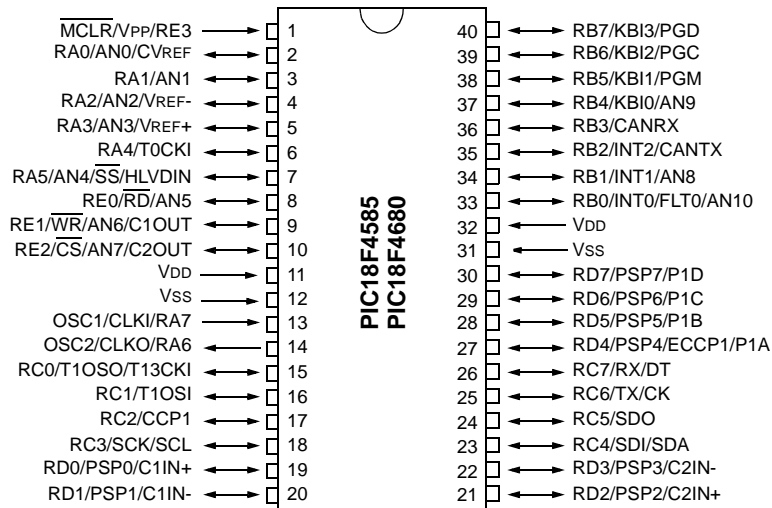 MCLR/VPP/RE3 1 40 RB7/KBI3/PGD
RA0/AN0/CVREF 2 39 RB6/KBI2/PGC
RA1/AN1 3 38 RB5/KBI1/PGM
RA2/AN2/VREF- 4 37 RB4/KBI0/AN9
RA3/AN3/VREF+ 5 36 RB3/CANRX
RA4/T0CKI 6 35 RB2/INT2/CANTX
RA5/AN4/SS/HLVDIN 7 34 RB1/INT1/AN8
RE0/RD/AN5 8 33 RB0/INT0/FLT0/AN10
RE1/WR/AN6/C1OUT 9 32 VDD
RE2/CS/AN7/C2OUT 10 31 VSS
VDD 11 30 RD7/PSP7/P1D
VSS 12 29 RD6/PSP6/P1C
OSC1/CLKI/RA7 13 28 RD5/PSP5/P1B
OSC2/CLKO/RA6 14 27 RD4/PSP4/ECCP1/P1A
RC0/T1OSO/T13CKI 15 26 RC7/RX/DT
RC1/T1OSI 16 25 RC6/TX/CK
RC2/CCP1 17 24 RC5/SDO
RC3/SCK/SCL 18 23 RC4/SDI/SDA
RD0/PSP0/C1IN+ 19 22 RD3/PSP3/C2IN-
RD1/PSP1/C1IN- 20 21 RD2/PSP2/C2IN+
PIC18F4585
PIC18F4680